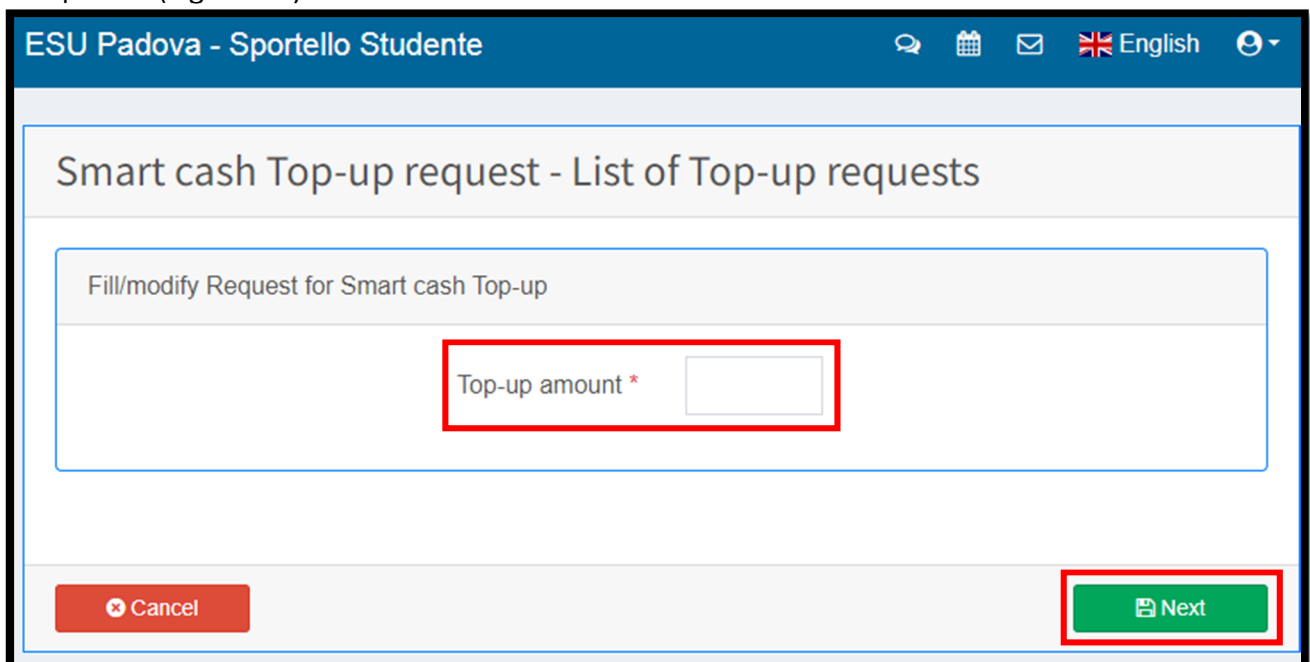 ESU Padova - Sportello Studente English
Smart cash Top-up request - List of Top-up requests
Fill/modify Request for Smart cash Top-up
Top-up amount *
Cancel Next